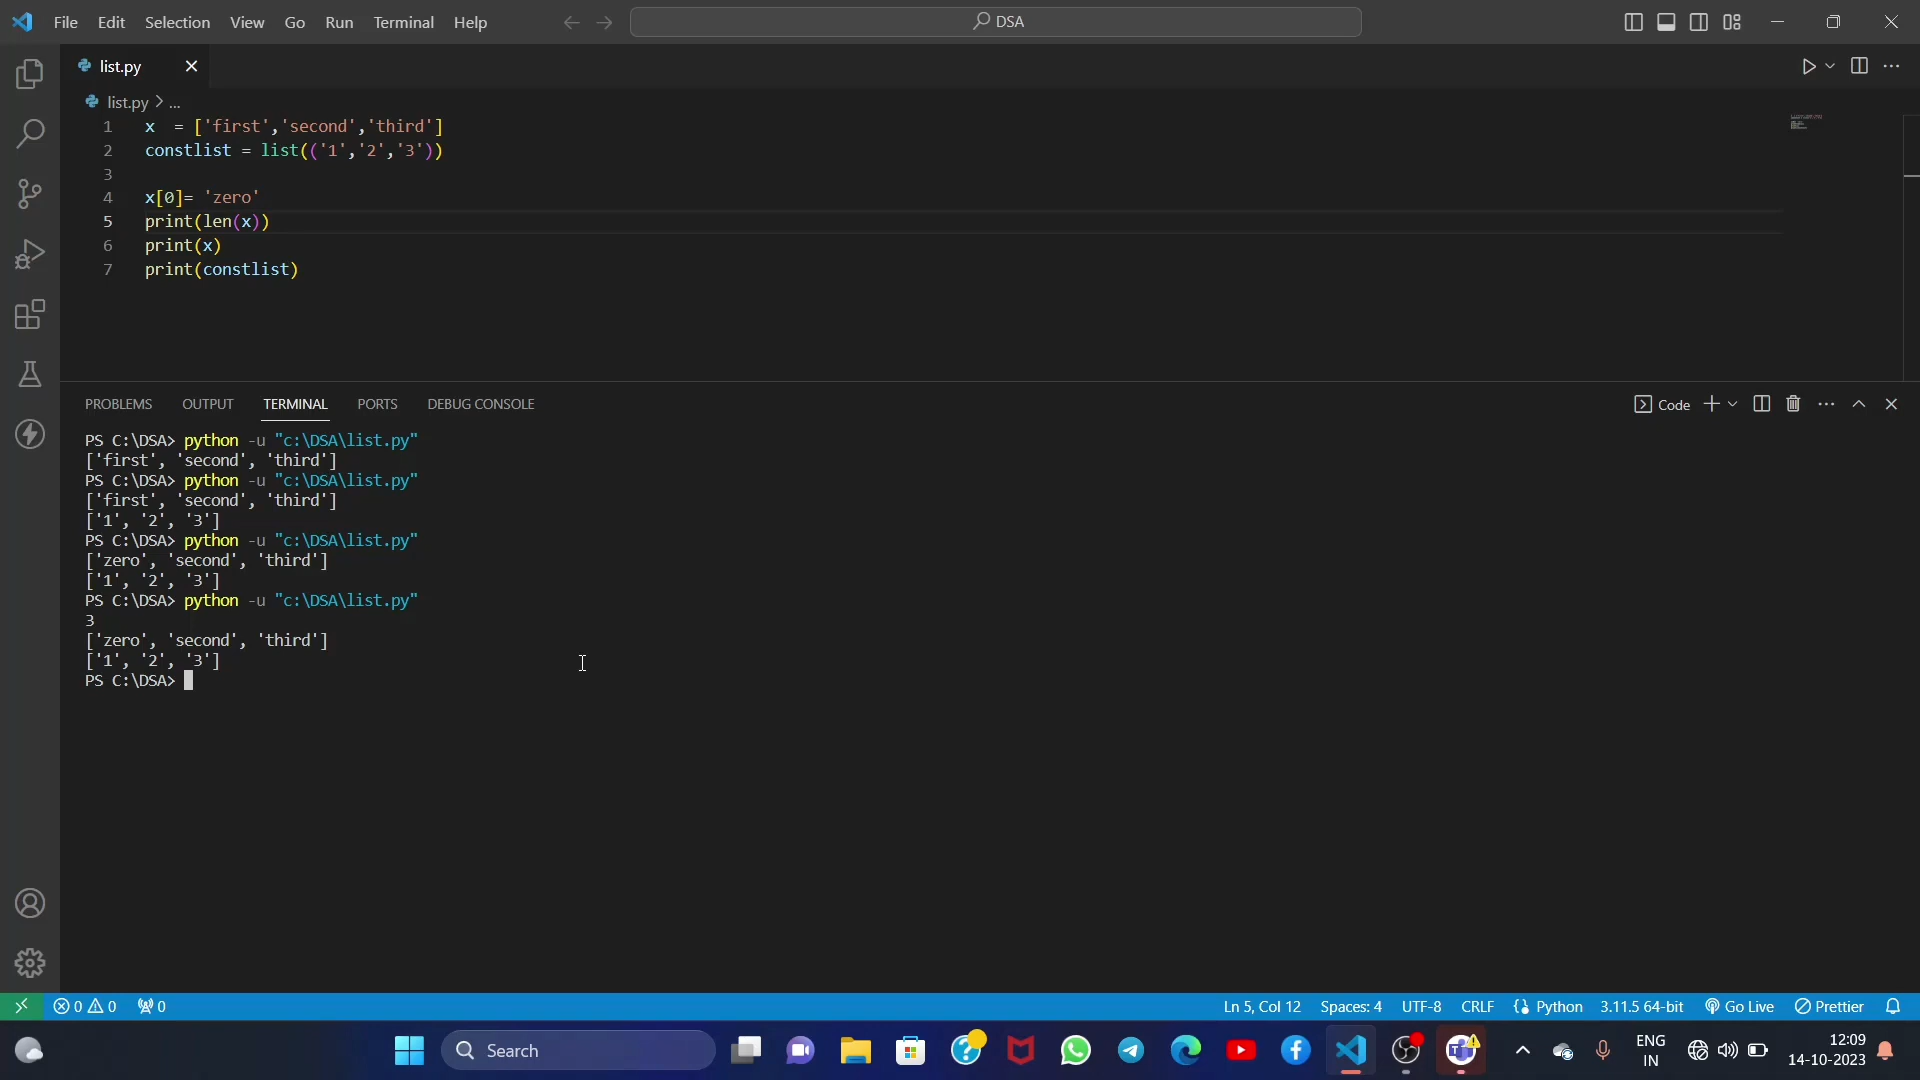 File Edit Selection View Go Run Terminal Help
DSA
list.py
list.py > ...
1 x  = ['first','second','third']
2 constlist = list(('1','2','3'))
3
4 x[0]= 'zero'
5 print(len(x))
6 print(x)
7 print(constlist)
PROBLEMS OUTPUT TERMINAL PORTS DEBUG CONSOLE
Code
PS C:\DSA> python -u "c:\DSA\list.py"
['first', 'second', 'third']
PS C:\DSA> python -u "c:\DSA\list.py"
['first', 'second', 'third']
['1', '2', '3']
PS C:\DSA> python -u "c:\DSA\list.py"
['zero', 'second', 'third']
['1', '2', '3']
PS C:\DSA> python -u "c:\DSA\list.py"
3
['zero', 'second', 'third']
['1', '2', '3']
PS C:\DSA>
0 0 0 Ln 5, Col 12 Spaces: 4 UTF-8 CRLF {} Python 3.11.5 64-bit Go Live Prettier
Search
ENG
IN
12:09
14-10-2023